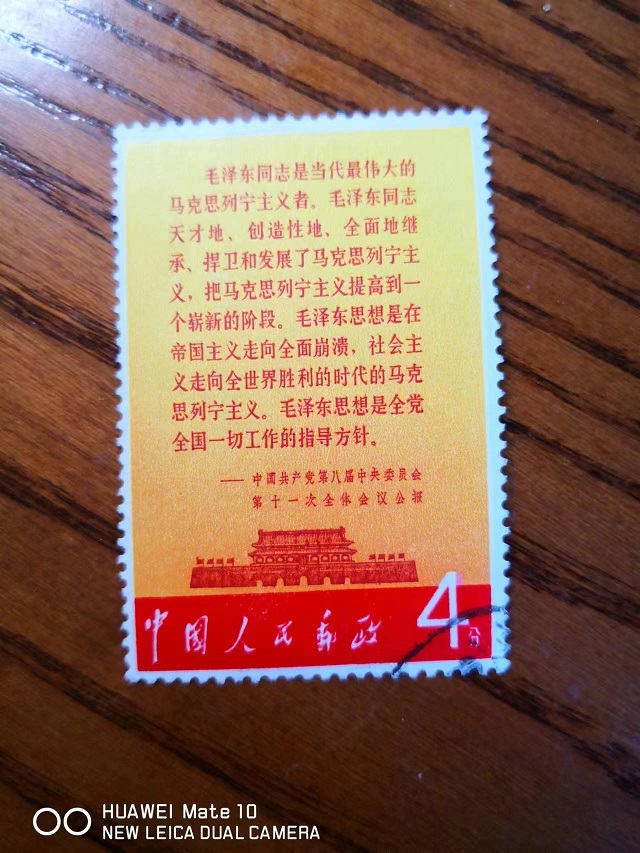 毛泽东同志是当代最伟大的
马克思列宁主义者。毛泽东同志
天才地、创造性地、全面地继
承、捍卫和发展了马克思列宁主
义，把马克思列宁主义提高到一
个崭新的阶段。毛泽东思想是在
帝国主义走向全面崩溃，社会主
义走向全世界胜利的时代的马克
思列宁主义。毛泽东思想是全党
全国一切工作的指导方针。
——中国共产党第八届中央委员会
第十一次全体会议公报
中国人民邮政 4分
HUAWEI Mate 10
NEW LEICA DUAL CAMERA